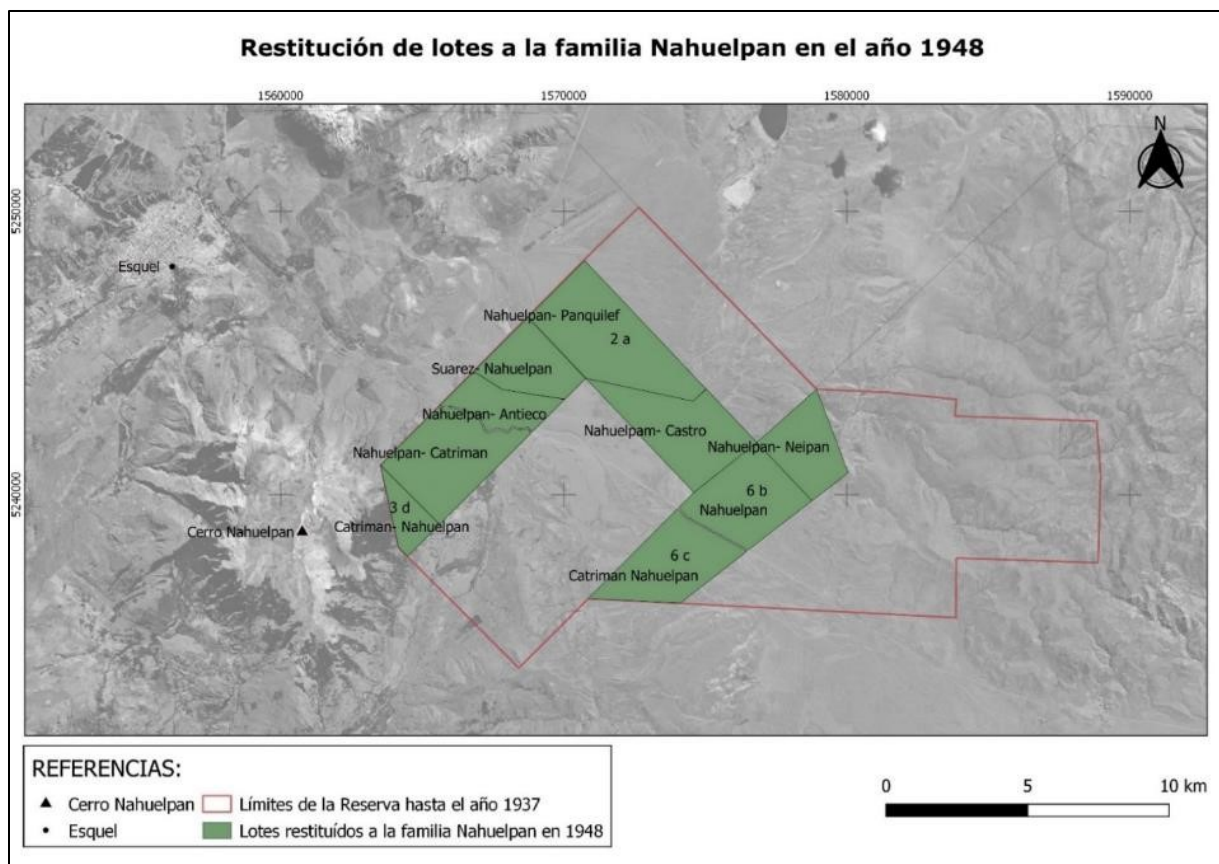 Restitución de lotes a la familia Nahuelpan en el año 1948
1560000
1570000
1580000
1590000
N
5250000
5240000
Esquel
Nahuelpan- Panquilef
2 a
Suarez- Nahuelpan
Nahuelpan- Antieco
Nahuelpam- Castro
Nahuelpan- Catriman
Nahuelpan- Neipan
6 b
Nahuelpan
3 d
Catriman- Nahuelpan
Cerro Nahuelpan
6 c
Catriman Nahuelpan
REFERENCIAS:
Cerro Nahuelpan
Límites de la Reserva hasta el año 1937
Esquel
Lotes restituídos a la familia Nahuelpan en 1948
0
5
10 km